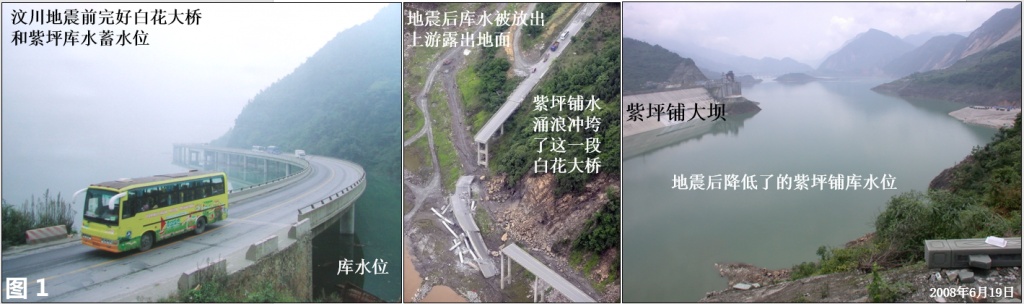 汶川地震前完好白花大桥
和紫坪库水蓄水位
库水位
图 1
地震后库水被放出
上游露出地面
紫坪铺水
涌浪冲垮
了这一段
白花大桥
紫坪铺大坝
地震后降低了的紫坪铺库水位
2008年6月19日